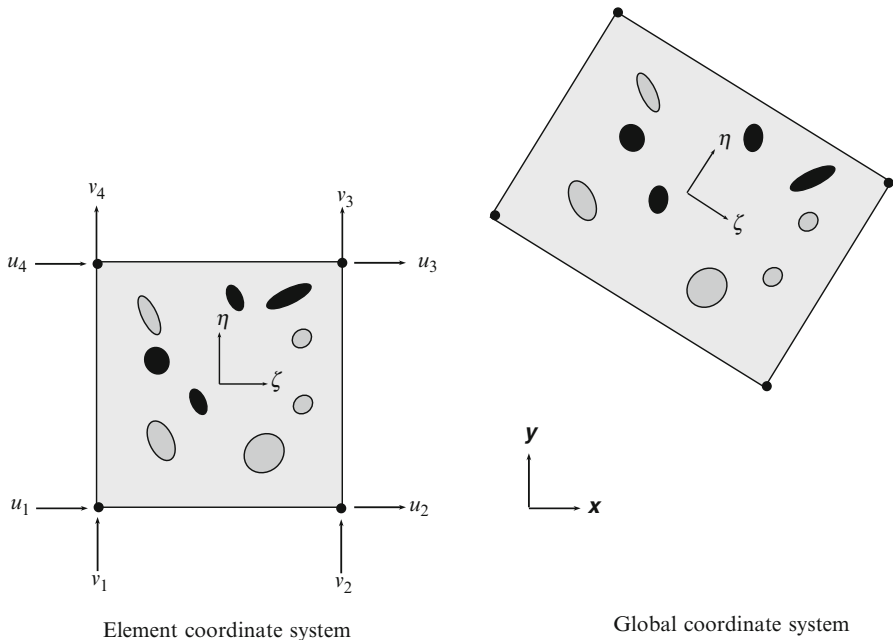 v4
v3
u4
u3
η
ζ
u1
u2
v1
v2
Element coordinate system
η
ζ
y
x
Global coordinate system